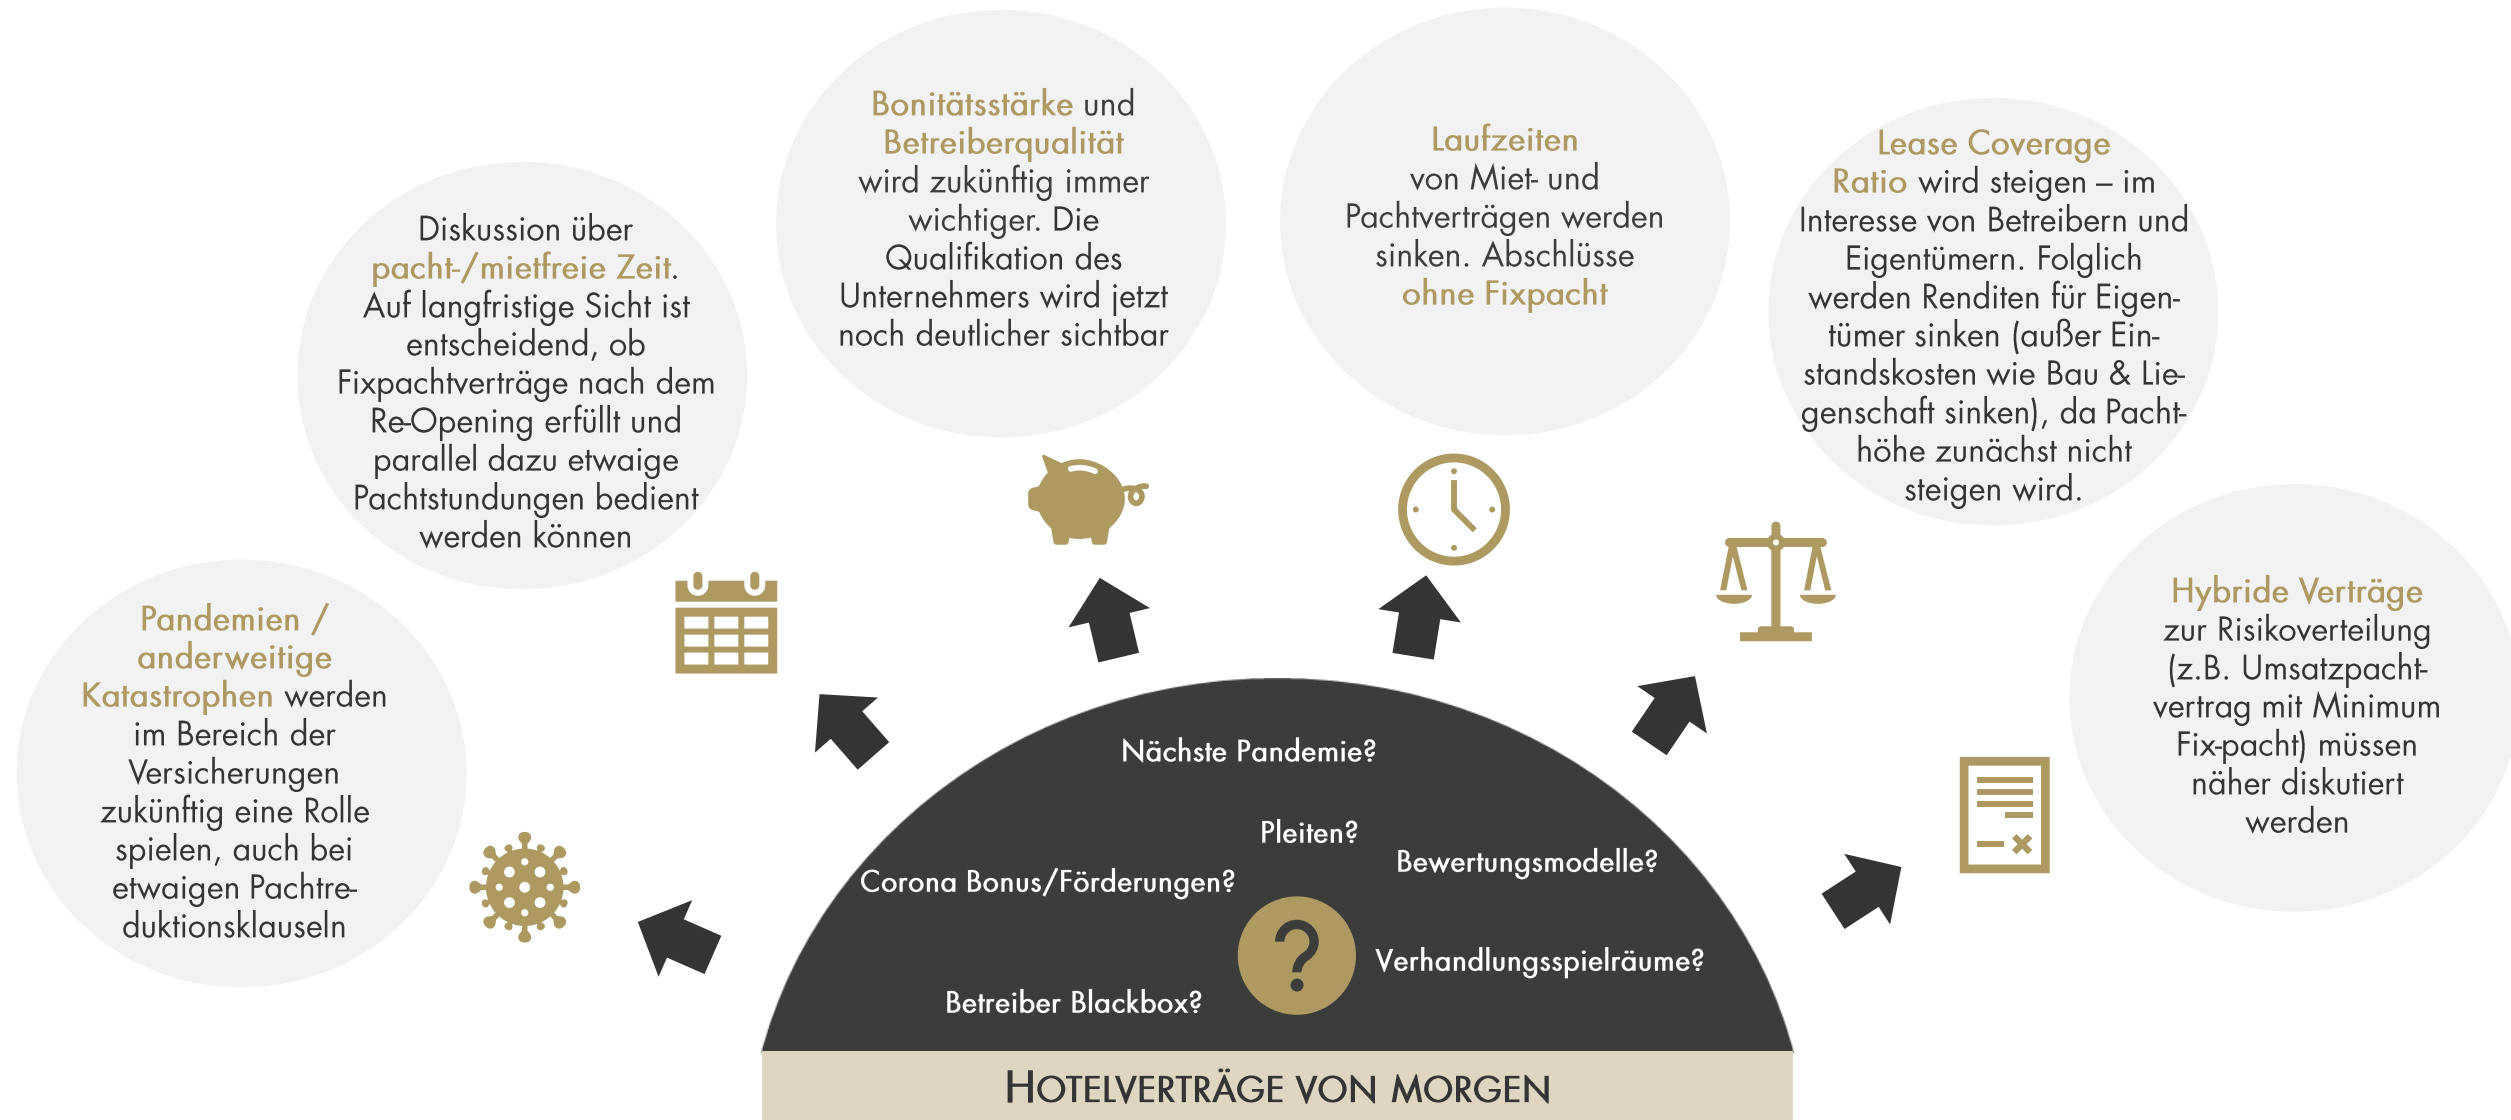 Pandemien /
anderweitige
Katastrophen werden
im Bereich der
Versicherungen
zukünftig eine Rolle
spielen, auch bei
etwaigen Pachtre-
duktionsklauseln
Diskussion über
pacht-/mietfreie Zeit.
Auf langfristige Sicht ist
entscheidend, ob
Fixpachtverträge nach dem
Re-Opening erfüllt und
parallel dazu etwaige
Pachtstundungen bedient
werden können
Bonitätsstärke und
Betreiberqualität
wird zukünftig immer
wichtiger. Die
Qualifikation des
Unternehmers wird jetzt
noch deutlicher sichtbar
Laufzeiten
von Miet- und
Pachtverträgen werden
sinken. Abschlüsse
ohne Fixpacht
Lease Coverage
Ratio wird steigen – im
Interesse von Betreibern und
Eigentümern. Folglich
werden Renditen für Eigen-
tümer sinken (außer Ein-
standskosten wie Bau & Lie-
genschaft sinken), da Pacht-
höhe zunächst nicht
steigen wird.
Hybride Verträge
zur Risikoverteilung
(z.B. Umsatzpacht-
vertrag mit Minimum
Fix-pacht) müssen
näher diskutiert
werden
Nächste Pandemie?
Pleiten?
Bewertungsmodelle?
Corona Bonus/Förderungen?
?
Verhandlungsspielräume?
Betreiber Blackbox?
HOTELVERTRÄGE VON MORGEN